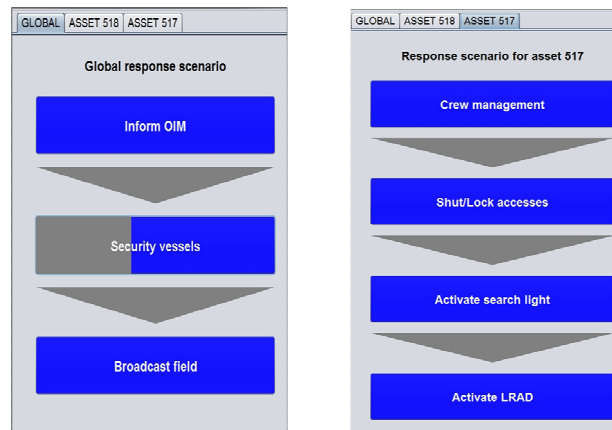 GLOBAL ASSET 518 ASSET 517
Global response scenario
Inform OIM
Security vessels
Broadcast field
GLOBAL ASSET 518 ASSET 517
Response scenario for asset 517
Crew management
Shut/Lock accesses
Activate search light
Activate LRAD